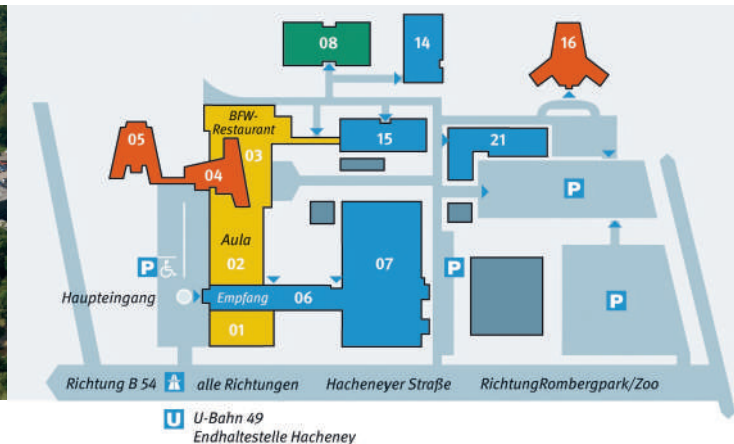 08
14
16
BFW-
Restaurant
05
03
15
21
04
P
Aula
P
02
P
07
Haupteingang
Empfang
06
P
01
Richtung B 54
alle Richtungen
Hacheneyer Straße
RichtungRombergpark/Zoo
U
U-Bahn 49
Endhaltestelle Hacheney